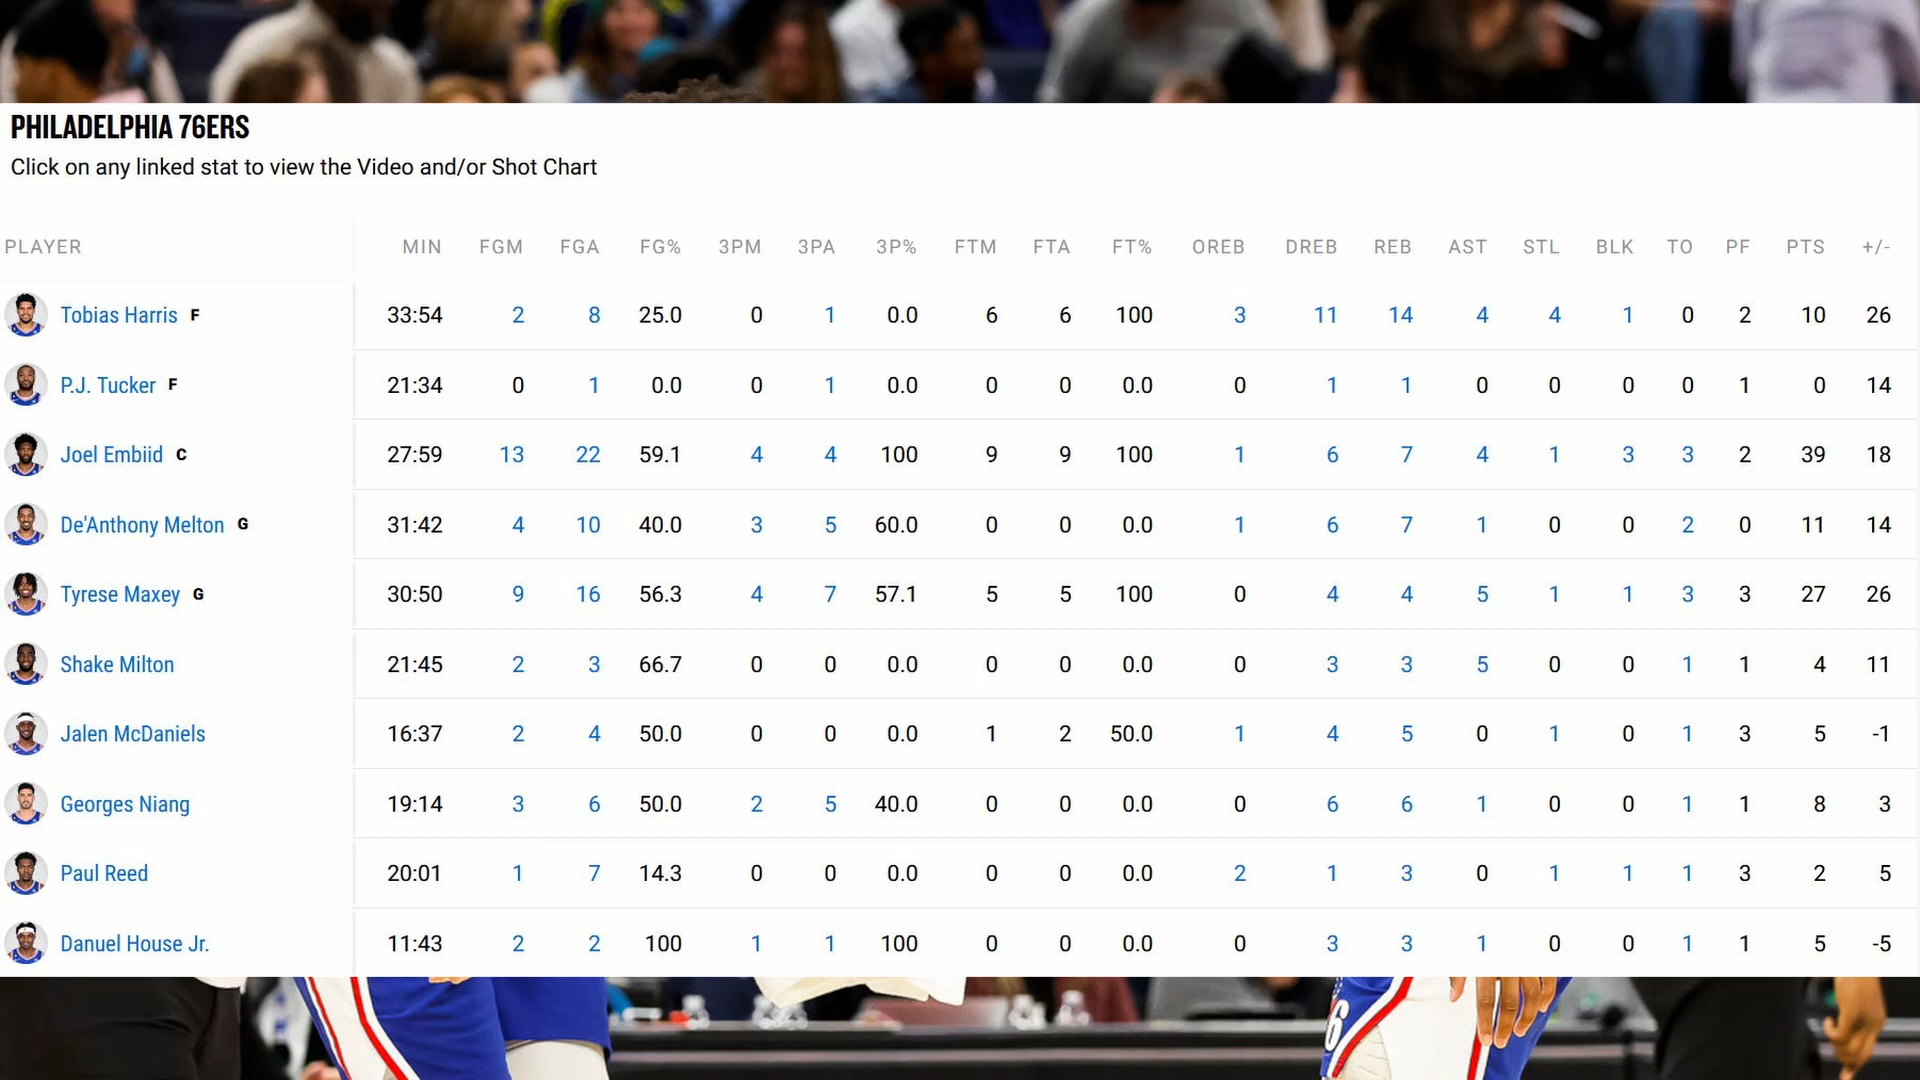 PHILADELPHIA 76ERS
Click on any linked stat to view the Video and/or Shot Chart
PLAYER MIN FGM FGA FG% 3PM 3PA 3P% FTM FTA FT% OREB DREB REB AST STL BLK TO PF PTS +/-
Tobias Harris F 33:54 2 8 25.0 0 1 0.0 6 6 100 3 11 14 4 4 1 0 2 10 26
P.J. Tucker F 21:34 0 1 0.0 0 1 0.0 0 0 0.0 0 1 1 0 0 0 0 1 0 14
Joel Embiid C 27:59 13 22 59.1 4 4 100 9 9 100 1 6 7 4 1 3 3 2 39 18
De'Anthony Melton G 31:42 4 10 40.0 3 5 60.0 0 0 0.0 1 6 7 1 0 0 2 0 11 14
Tyrese Maxey G 30:50 9 16 56.3 4 7 57.1 5 5 100 0 4 4 5 1 1 3 3 27 26
Shake Milton 21:45 2 3 66.7 0 0 0.0 0 0 0.0 0 3 3 5 0 0 1 1 4 11
Jalen McDaniels 16:37 2 4 50.0 0 0 0.0 1 2 50.0 1 4 5 0 1 0 1 3 5 -1
Georges Niang 19:14 3 6 50.0 2 5 40.0 0 0 0.0 0 6 6 1 0 0 1 1 8 3
Paul Reed 20:01 1 7 14.3 0 0 0.0 0 0 0.0 2 1 3 0 1 1 1 3 2 5
Danuel House Jr. 11:43 2 2 100 1 1 100 0 0 0.0 0 3 3 1 0 0 1 1 5 -5
6